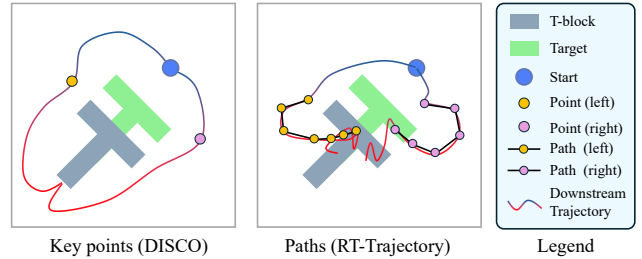 T-block
Target
Start
Point (left)
Point (right)
Path (left)
Path (right)
Downstream
Trajectory
Key points (DISCO)
Paths (RT-Trajectory)
Legend